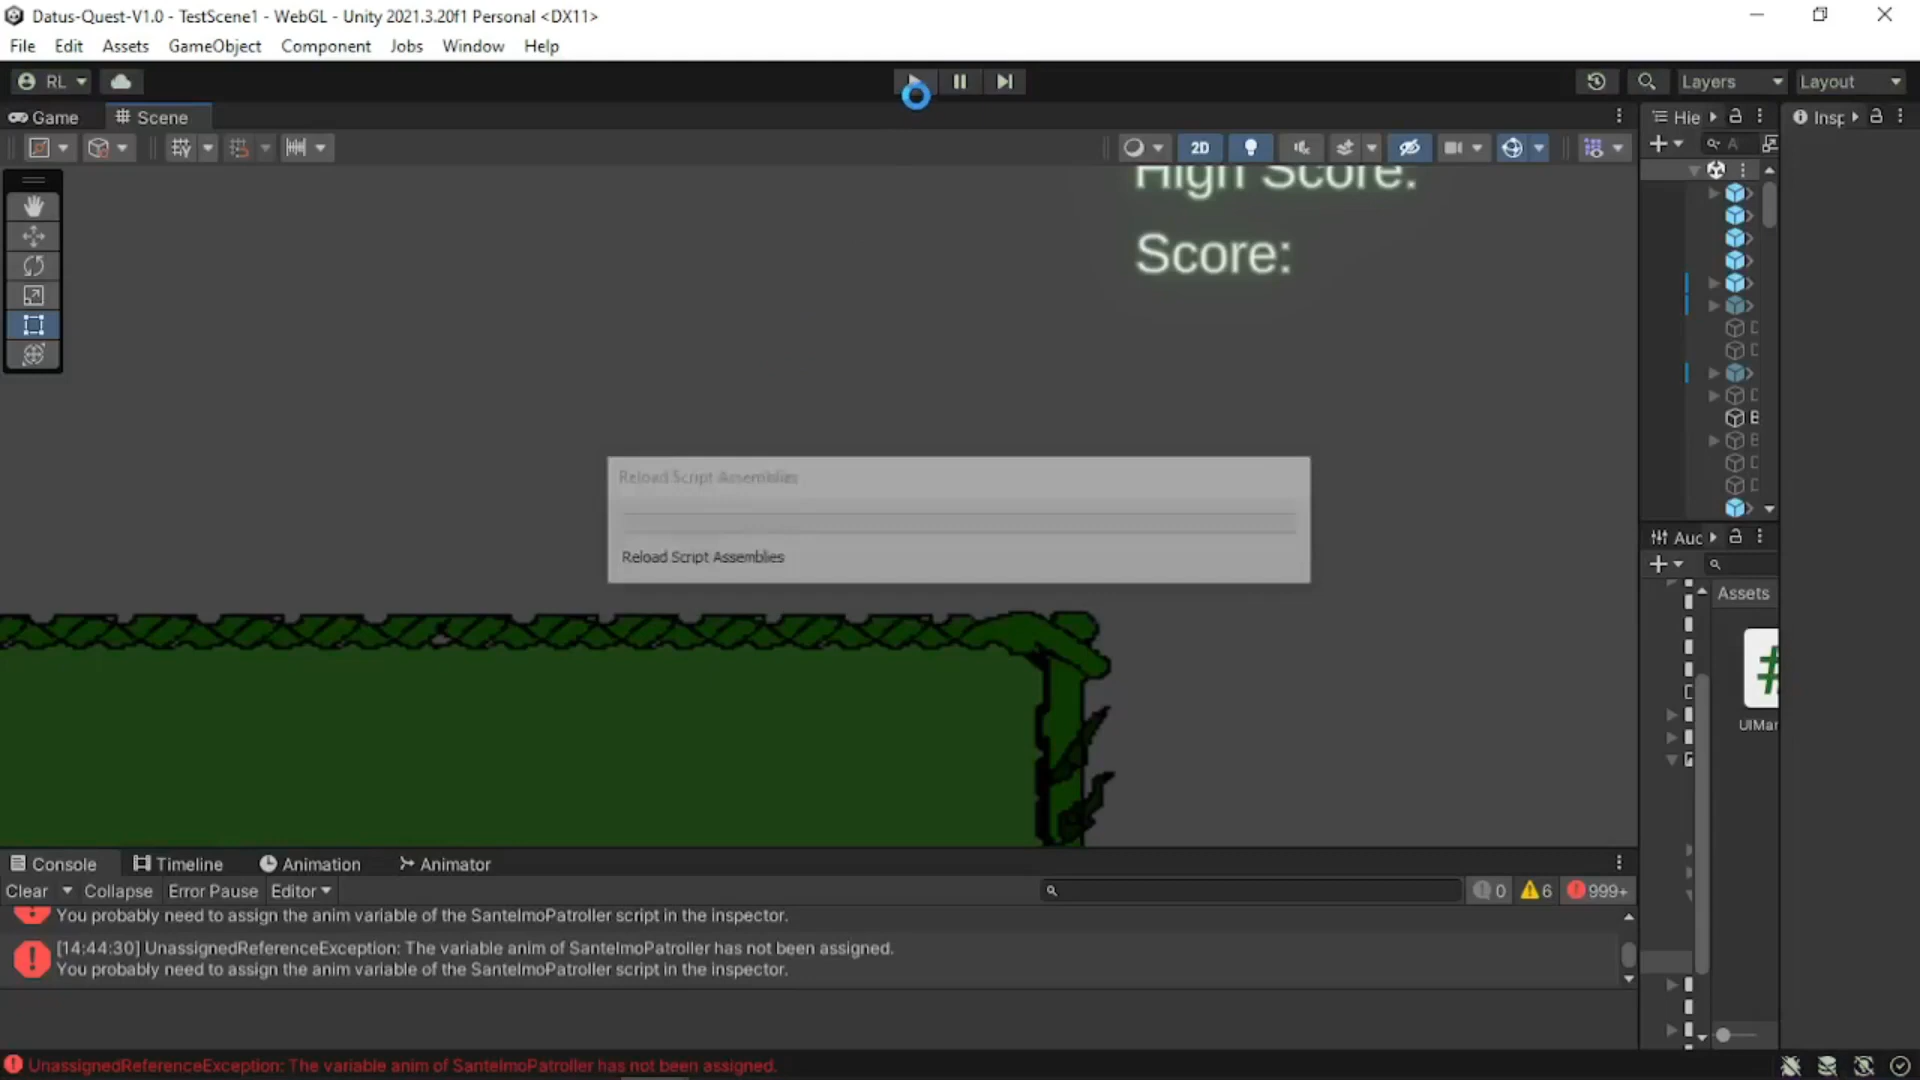 Datus-Quest-V1.0 - TestScene1 - WebGL - Unity 2021.3.20f1 Personal <DX11>
File Edit Assets GameObject Component Jobs Window Help
RL Layers Layout
Game Scene Hie Insp
2D
High Score:
Score:
Reload Script Assemblies
Reload Script Assemblies
Auc
Assets
UIMar
Console Timeline Animation Animator
Clear Collapse Error Pause Editor 0 6 999+
You probably need to assign the anim variable of the SantelmoPatroller script in the inspector.
[14:44:30] UnassignedReferenceException: The variable anim of SantelmoPatroller has not been assigned.
You probably need to assign the anim variable of the SantelmoPatroller script in the inspector.
UnassignedReferenceException: The variable anim of SantelmoPatroller has not been assigned.